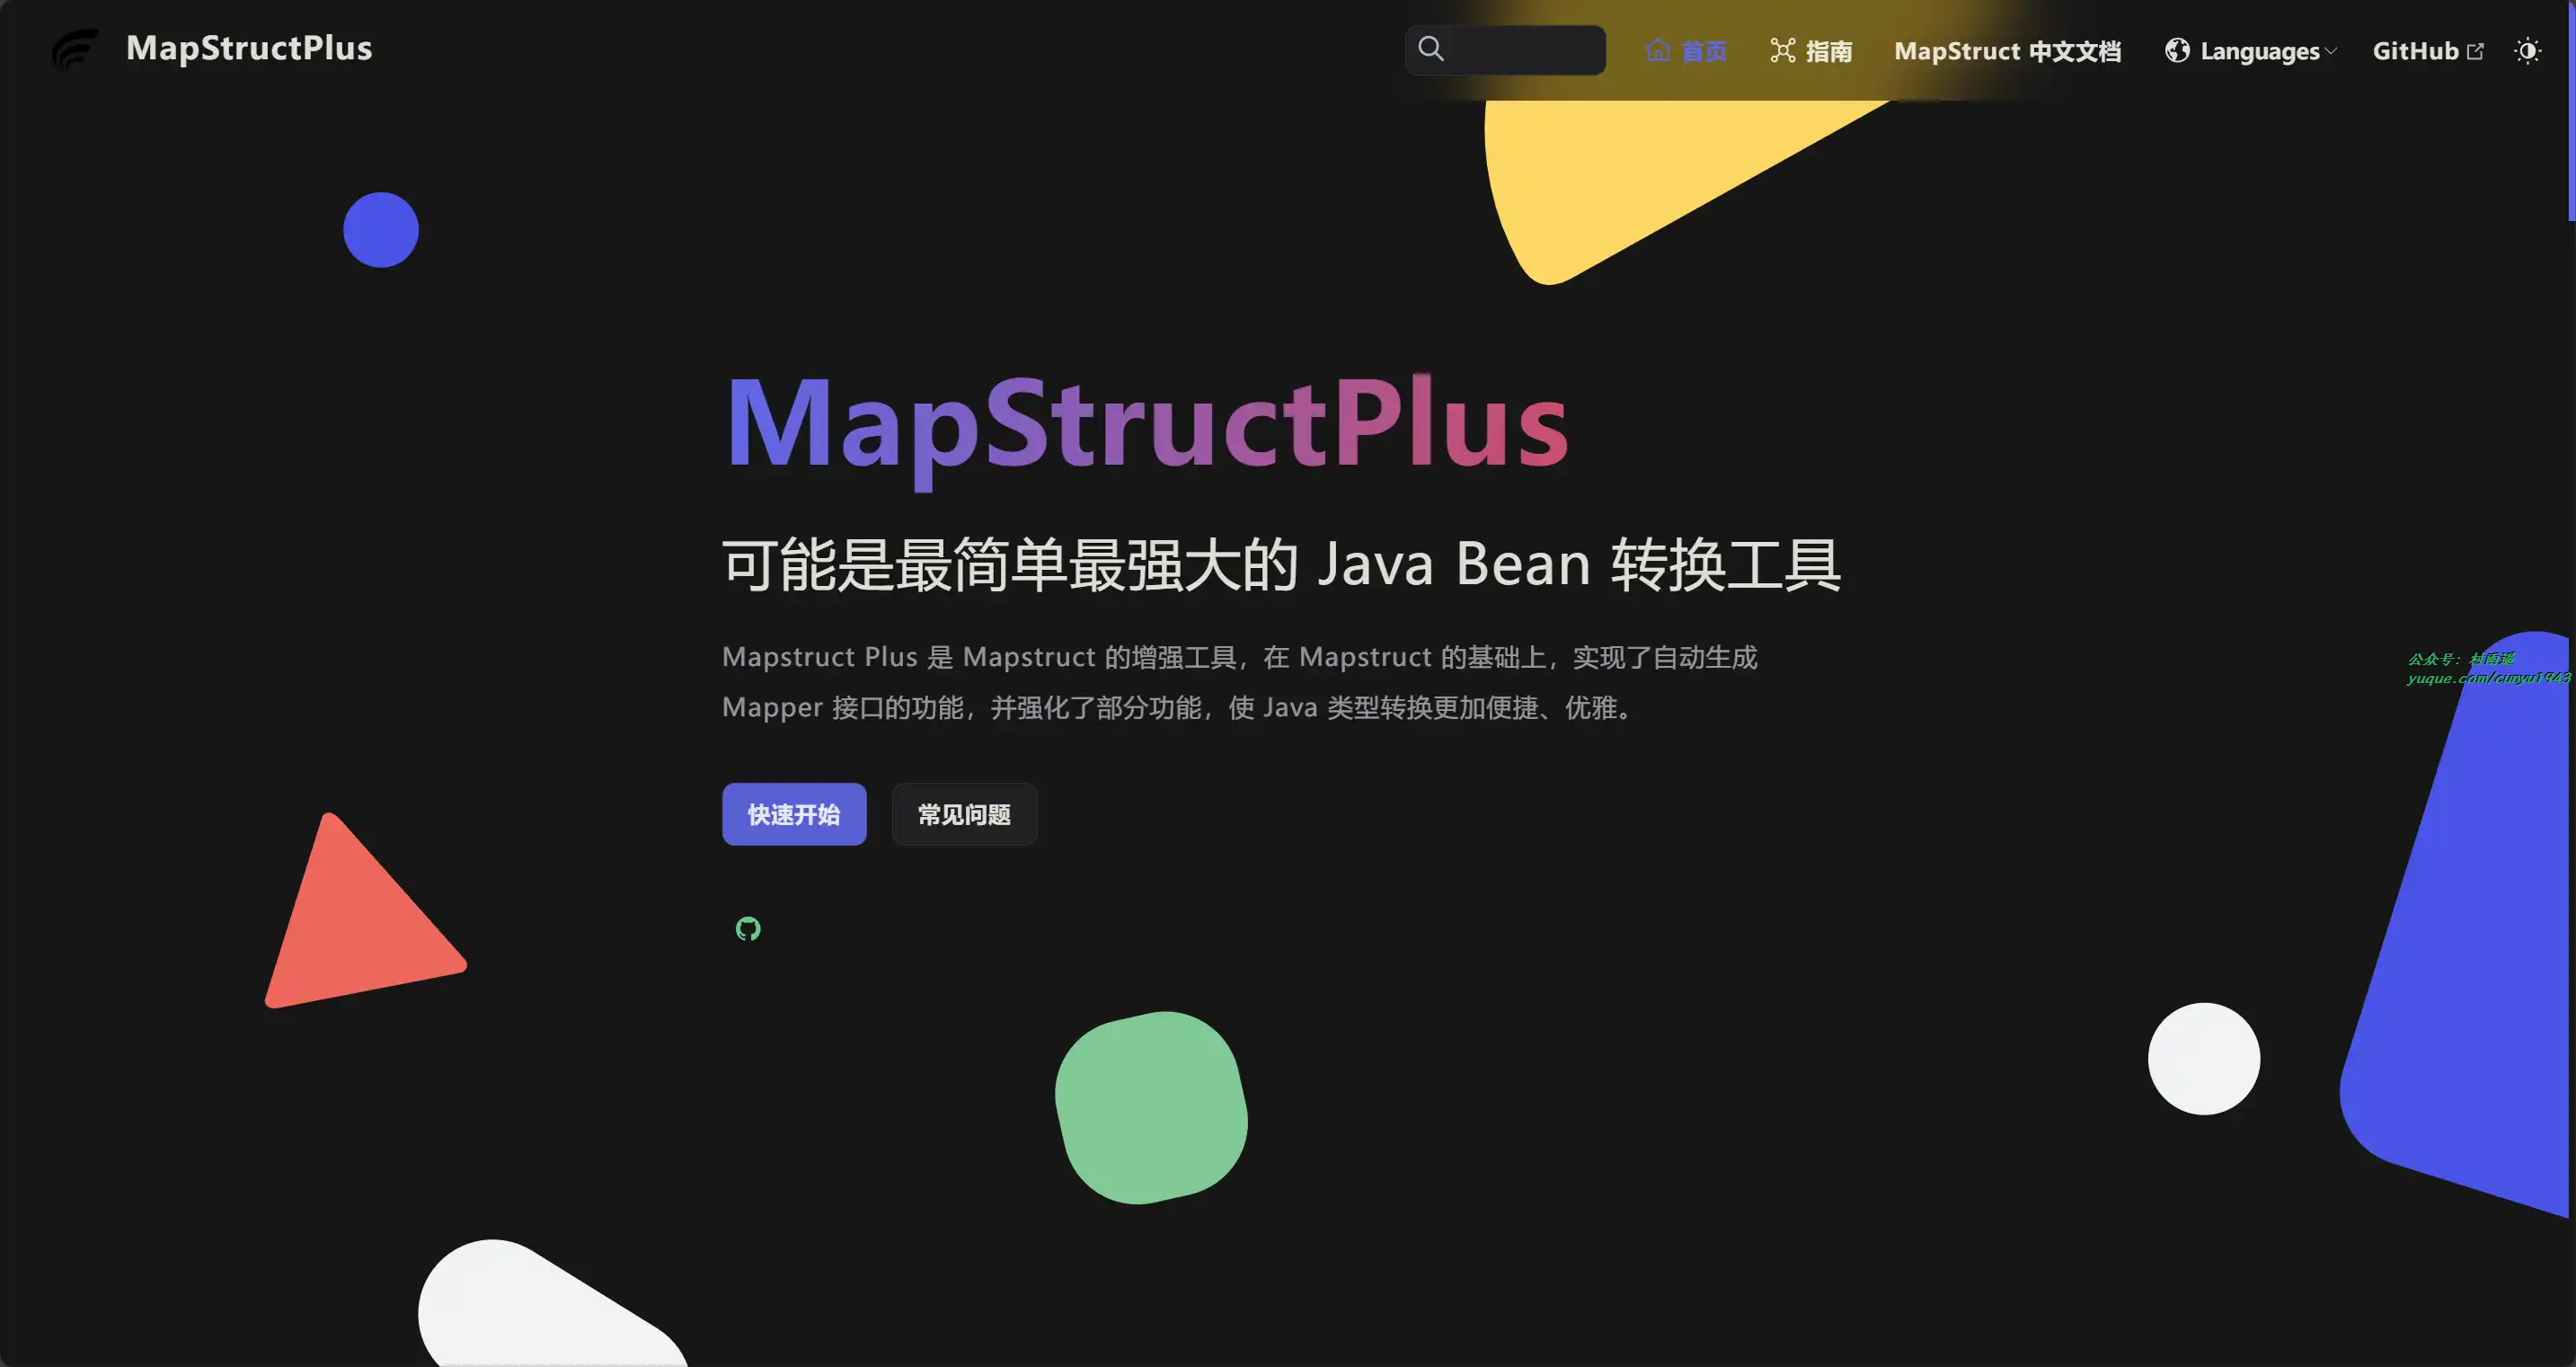 MapStructPlus
首页
指南
MapStruct 中文文档
Languages
GitHub
MapStructPlus
可能是最简单最强大的 Java Bean 转换工具
Mapstruct Plus 是 Mapstruct 的增强工具，在 Mapstruct 的基础上，实现了自动生成
Mapper 接口的功能，并强化了部分功能，使 Java 类型转换更加便捷、优雅。
快速开始
常见问题
公众号：村雨遥
yuque.com/cunyu1943